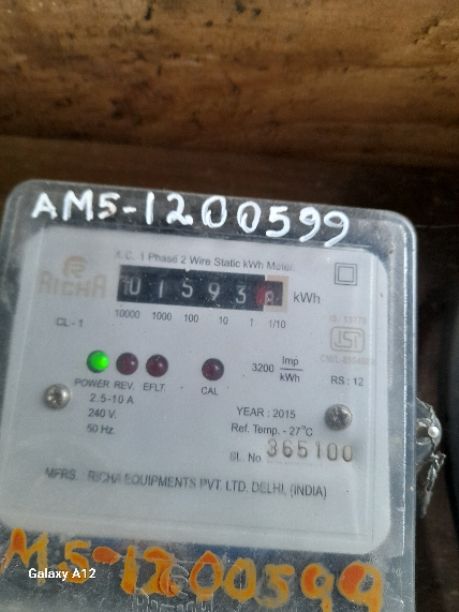 AM5-1200599
A.C. 1 Phase 2 Wire Static kWh Meter.
RICHA
01593 kWh
10000 1000 100 10 1 1/10
CL - 1
3200 Imp/kWh
POWER REV. EFLT. CAL
RS : 12
2.5-10 A
240 V.
50 Hz.
YEAR : 2015
Ref. Temp. - 27°C
SL. No. 365100
MFRS. RICHA EQUIPMENTS PVT. LTD. DELHI, (INDIA)
M5-1200599
Galaxy A12